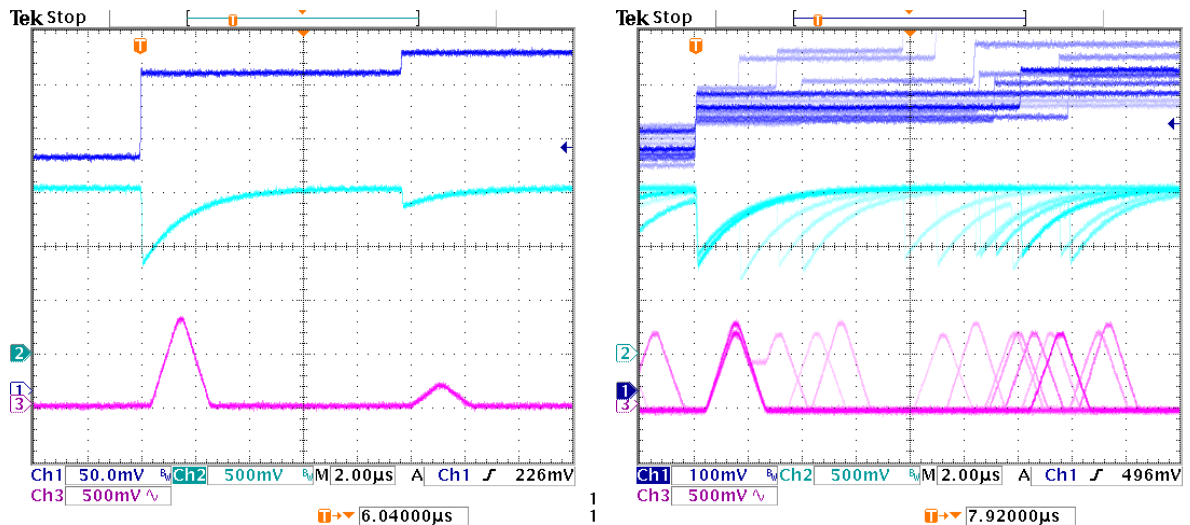 Tek Stop
T
T
2
1
3
Ch1 50.0mV BW Ch2 500mV BW M 2.00µs A Ch1 226mV
Ch3 500mV
1
T 6.04000µs 1
Tek Stop
T
T
2
1
3
Ch1 100mV BW Ch2 500mV BW M 2.00µs A Ch1 496mV
Ch3 500mV
T 7.92000µs